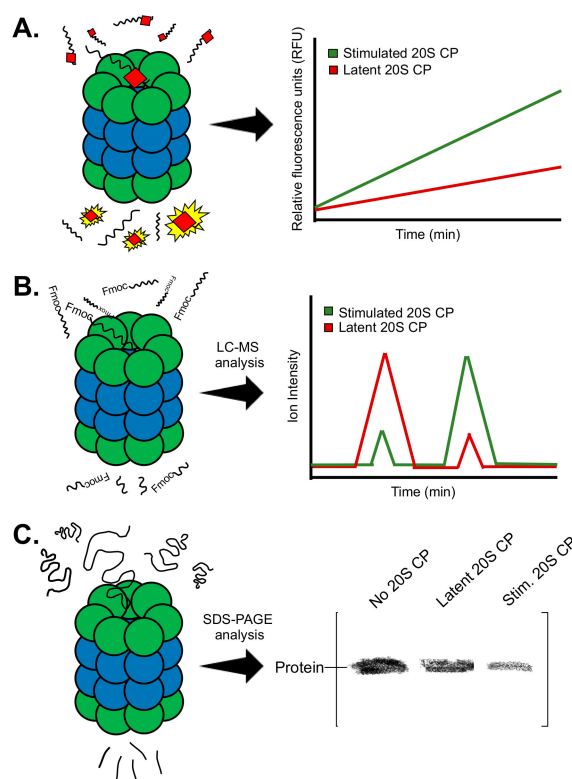 A.
Relative fluorescence units (RFU)
Stimulated 20S CP
Latent 20S CP
Time (min)
B.
Fmoc
Fmoc
Fmoc
Fmoc
Fmoc
Fmoc
LC-MS
analysis
Fmoc
Fmoc
Ion Intensity
Stimulated 20S CP
Latent 20S CP
Time (min)
C.
SDS-PAGE
analysis
No 20S CP
Latent 20S CP
Stim. 20S CP
Protein